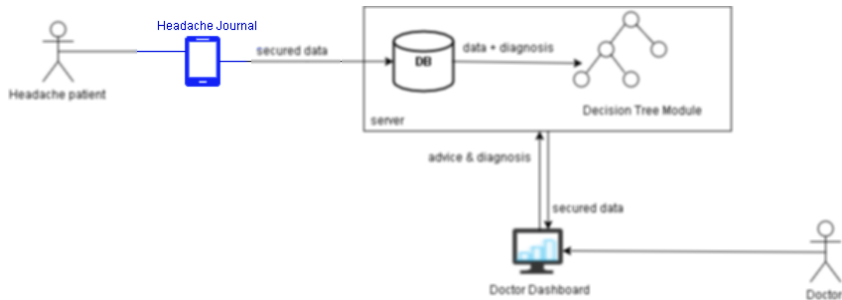 Headache Journal
secured data
data + diagnosis
DB
Headache patient
Decision Tree Module
server
advice & diagnosis
secured data
Doctor Dashboard
Doctor